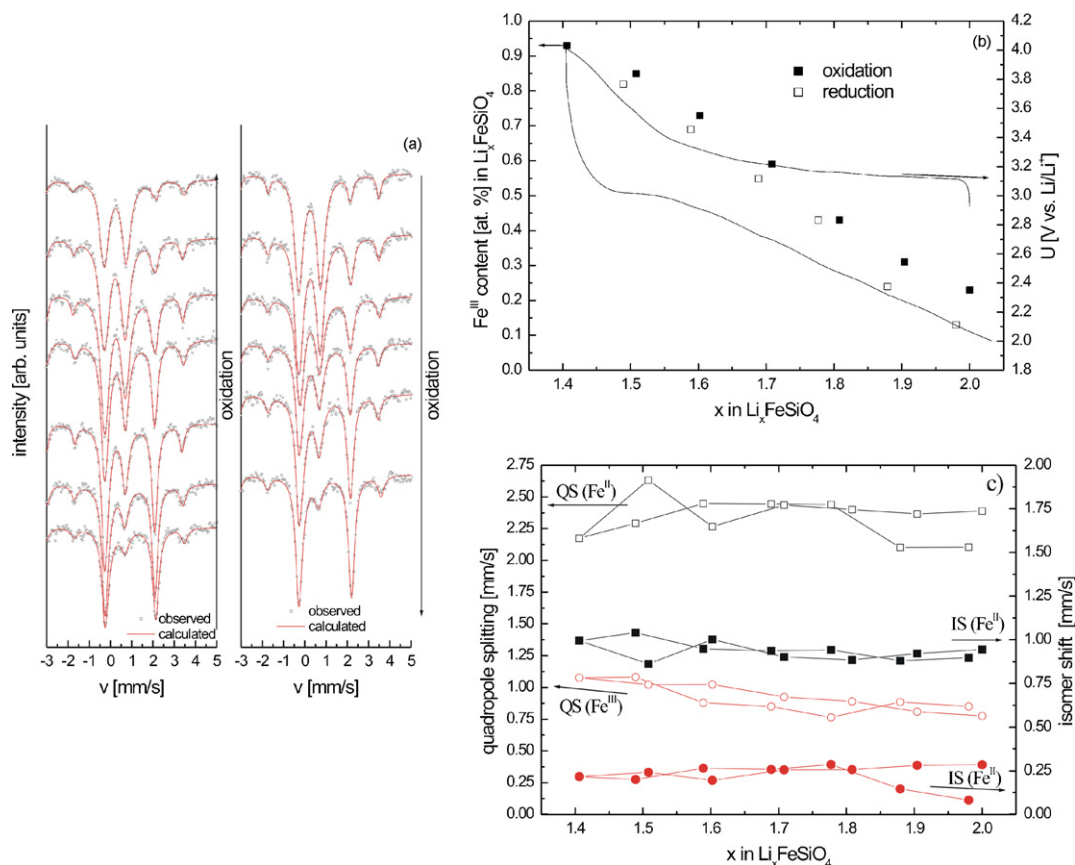 (a)
intensity [arb. units]
oxidation
observed
calculated
-3 -2 -1 0 1 2 3 4 5
v [mm/s]
oxidation
observed
calculated
-3 -2 -1 0 1 2 3 4 5
v [mm/s]
(b)
Fe^III content [at. %] in Li_xFeSiO_4
1.0
0.9
0.8
0.7
0.6
0.5
0.4
0.3
0.2
0.1
0.0
oxidation
reduction
4.2
4.0
3.8
3.6
3.4
3.2
3.0
2.8
2.6
2.4
2.2
2.0
1.8
U [V vs. Li/Li⁺]
1.4 1.5 1.6 1.7 1.8 1.9 2.0
x in Li_xFeSiO_4
c)
quadropole splitting [mm/s]
2.75
2.50
2.25
2.00
1.75
1.50
1.25
1.00
0.75
0.50
0.25
0.00
QS (Fe^II)
IS (Fe^II)
QS (Fe^III)
IS (Fe^II)
2.00
1.75
1.50
1.25
1.00
0.75
0.50
0.25
0.00
isomer shift [mm/s]
1.4 1.5 1.6 1.7 1.8 1.9 2.0
x in Li_xFeSiO_4